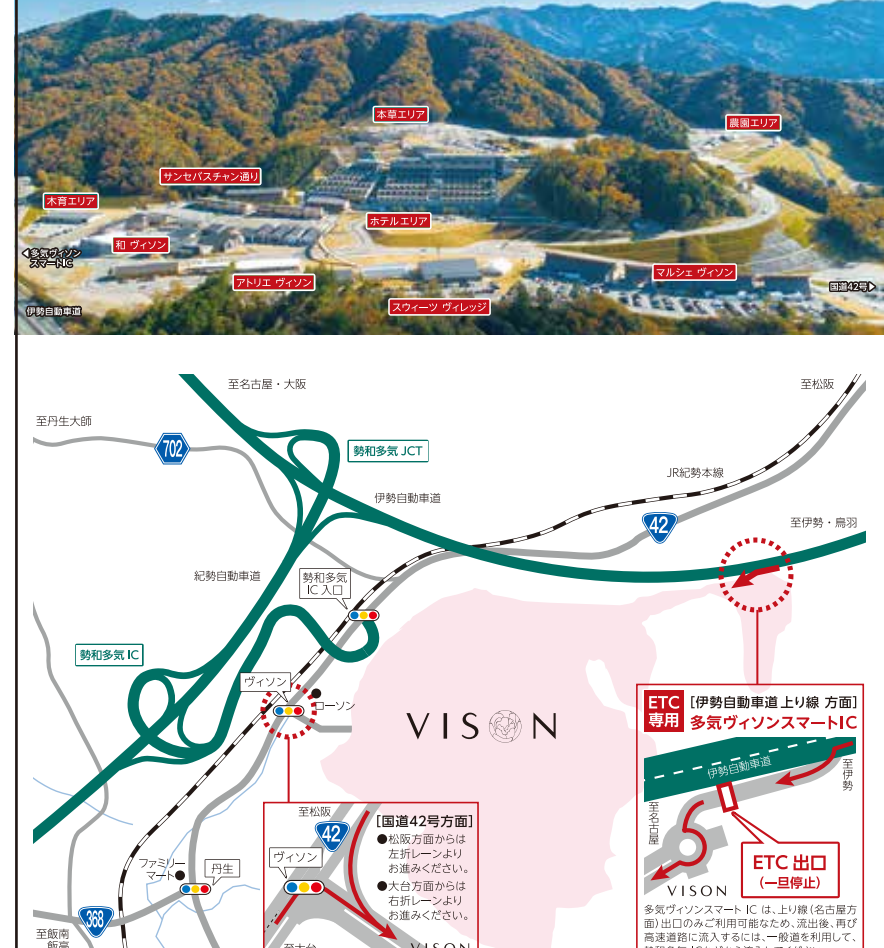 本草エリア
農園エリア
サンセバスチャン通り
木育エリア
ホテルエリア
和 ヴィソン
多気ヴィソン
スマートIC
アトリエ ヴィソン
マルシェ ヴィソン
国道42号
スウィーツ ヴィレッジ
伊勢自動車道
至名古屋・大阪
至松阪
至丹生大師
702
勢和多気 JCT
JR紀勢本線
伊勢自動車道
42
至伊勢・鳥羽
紀勢自動車道
勢和多気
IC 入口
勢和多気 IC
ヴィソン
ローソン
VISON
ETC
専用
[伊勢自動車道 上り線 方面]
多気ヴィソンスマートIC
伊勢自動車道
至伊勢
至名古屋
ETC 出口
(一旦停止)
VISON
多気ヴィソンスマート IC は、上り線(名古屋方
面)出口のみご利用可能なため、流出後、再び
高速道路に流入するには、一般道を利用して、
至松阪
42
[国道42号方面]
●松阪方面からは
左折レーンより
お進みください。
●大台方面からは
右折レーンより
お進みください。
ヴィソン
至大台
VISON
ファミリー
マート
丹生
368
至飯南
飯高